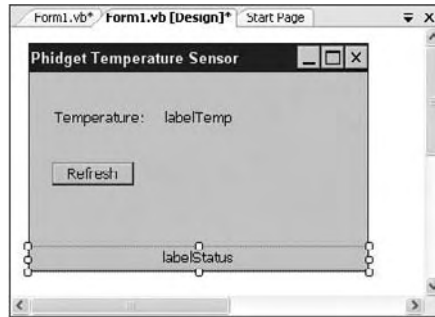 Form1.vb* Form1.vb [Design]* Start Page
Phidget Temperature Sensor
Temperature: labelTemp
Refresh
labelStatus